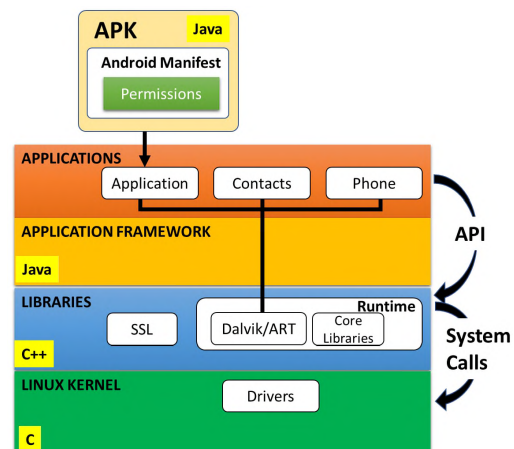 APK
Java
Android Manifest
Permissions
APPLICATIONS
Application
Contacts
Phone
API
APPLICATION FRAMEWORK
Java
LIBRARIES
Runtime
SSL
Dalvik/ART
Core
Libraries
C++
System
Calls
LINUX KERNEL
Drivers
C